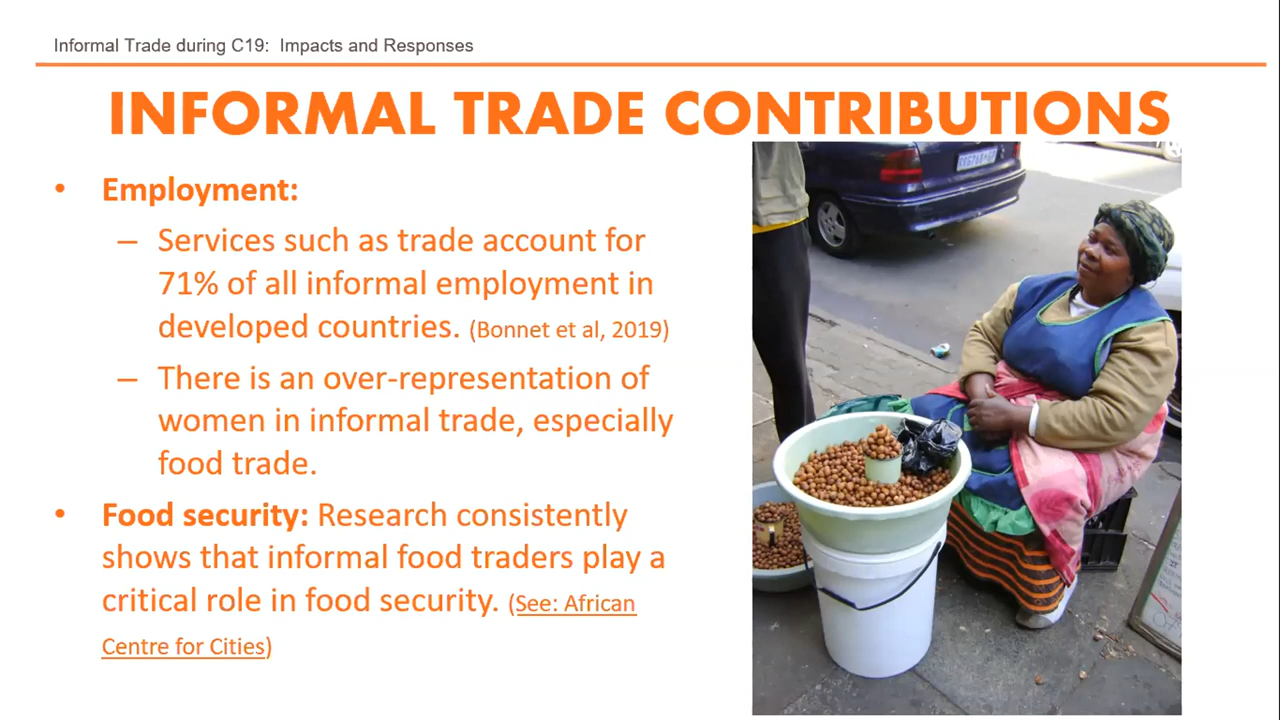 Informal Trade during C19: Impacts and Responses
INFORMAL TRADE CONTRIBUTIONS
• Employment:
– Services such as trade account for
71% of all informal employment in
developed countries. (Bonnet et al, 2019)
– There is an over-representation of
women in informal trade, especially
food trade.
• Food security: Research consistently
shows that informal food traders play a
critical role in food security. (See: African
Centre for Cities)